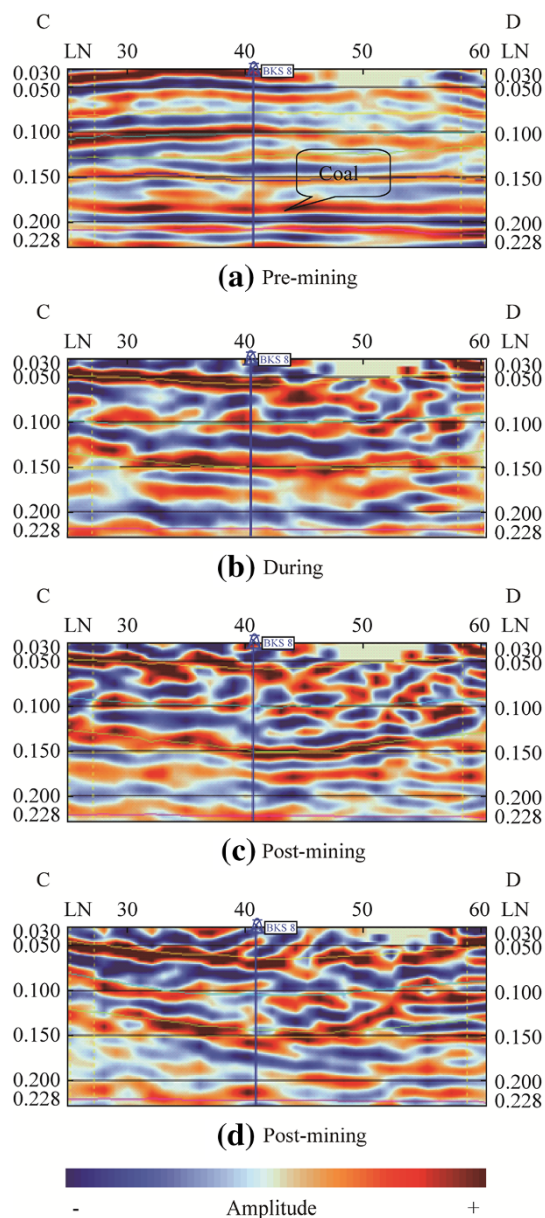 C D
LN 30 40 50 60 LN
BKS 8
0.030 0.030
0.050 0.050
0.100 0.100
0.150 0.150
Coal
0.200 0.200
0.228 0.228
(a) Pre-mining
C D
LN 30 40 50 60 LN
BKS 8
0.030 0.030
0.050 0.050
0.100 0.100
0.150 0.150
0.200 0.200
0.228 0.228
(b) During
C D
LN 30 40 50 60 LN
BKS 8
0.030 0.030
0.050 0.050
0.100 0.100
0.150 0.150
0.200 0.200
0.228 0.228
(c) Post-mining
C D
LN 30 40 50 60 LN
BKS 8
0.030 0.030
0.050 0.050
0.100 0.100
0.150 0.150
0.200 0.200
0.228 0.228
(d) Post-mining
- Amplitude +